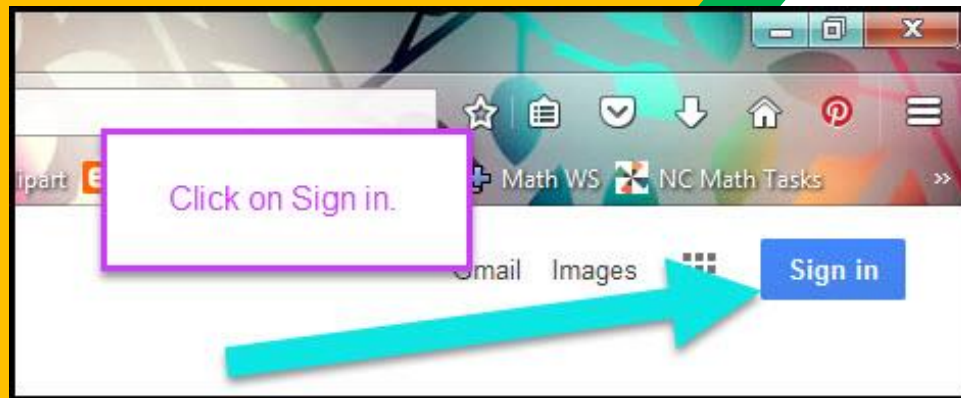 ipart
Math WS NC Math Tasks »
Click on Sign in.
Gmail Images Sign in